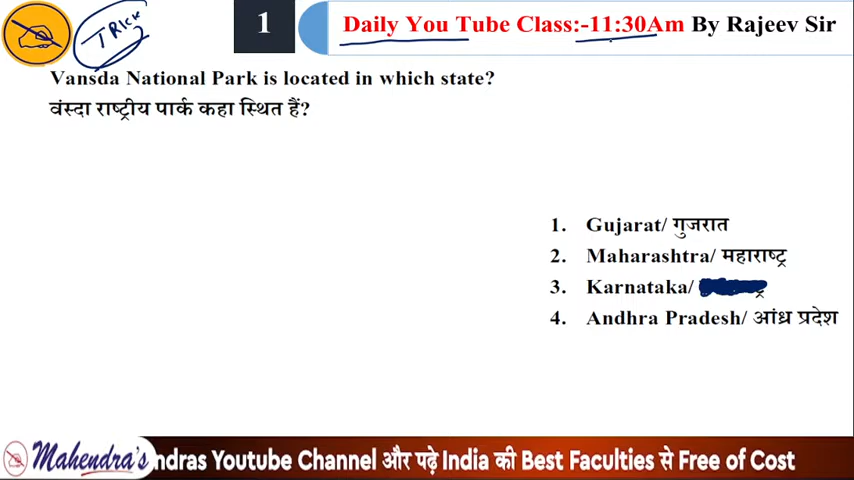 TRICK
1
Daily You Tube Class:-11:30Am By Rajeev Sir
Vansda National Park is located in which state?
वंस्दा राष्ट्रीय पार्क कहा स्थित हैं?
1. Gujarat/ गुजरात
2. Maharashtra/ महाराष्ट्र
3. Karnataka/
4. Andhra Pradesh/ आंध्र प्रदेश
Mahendra's
ndras Youtube Channel और पढ़े India की Best Faculties से Free of Cost